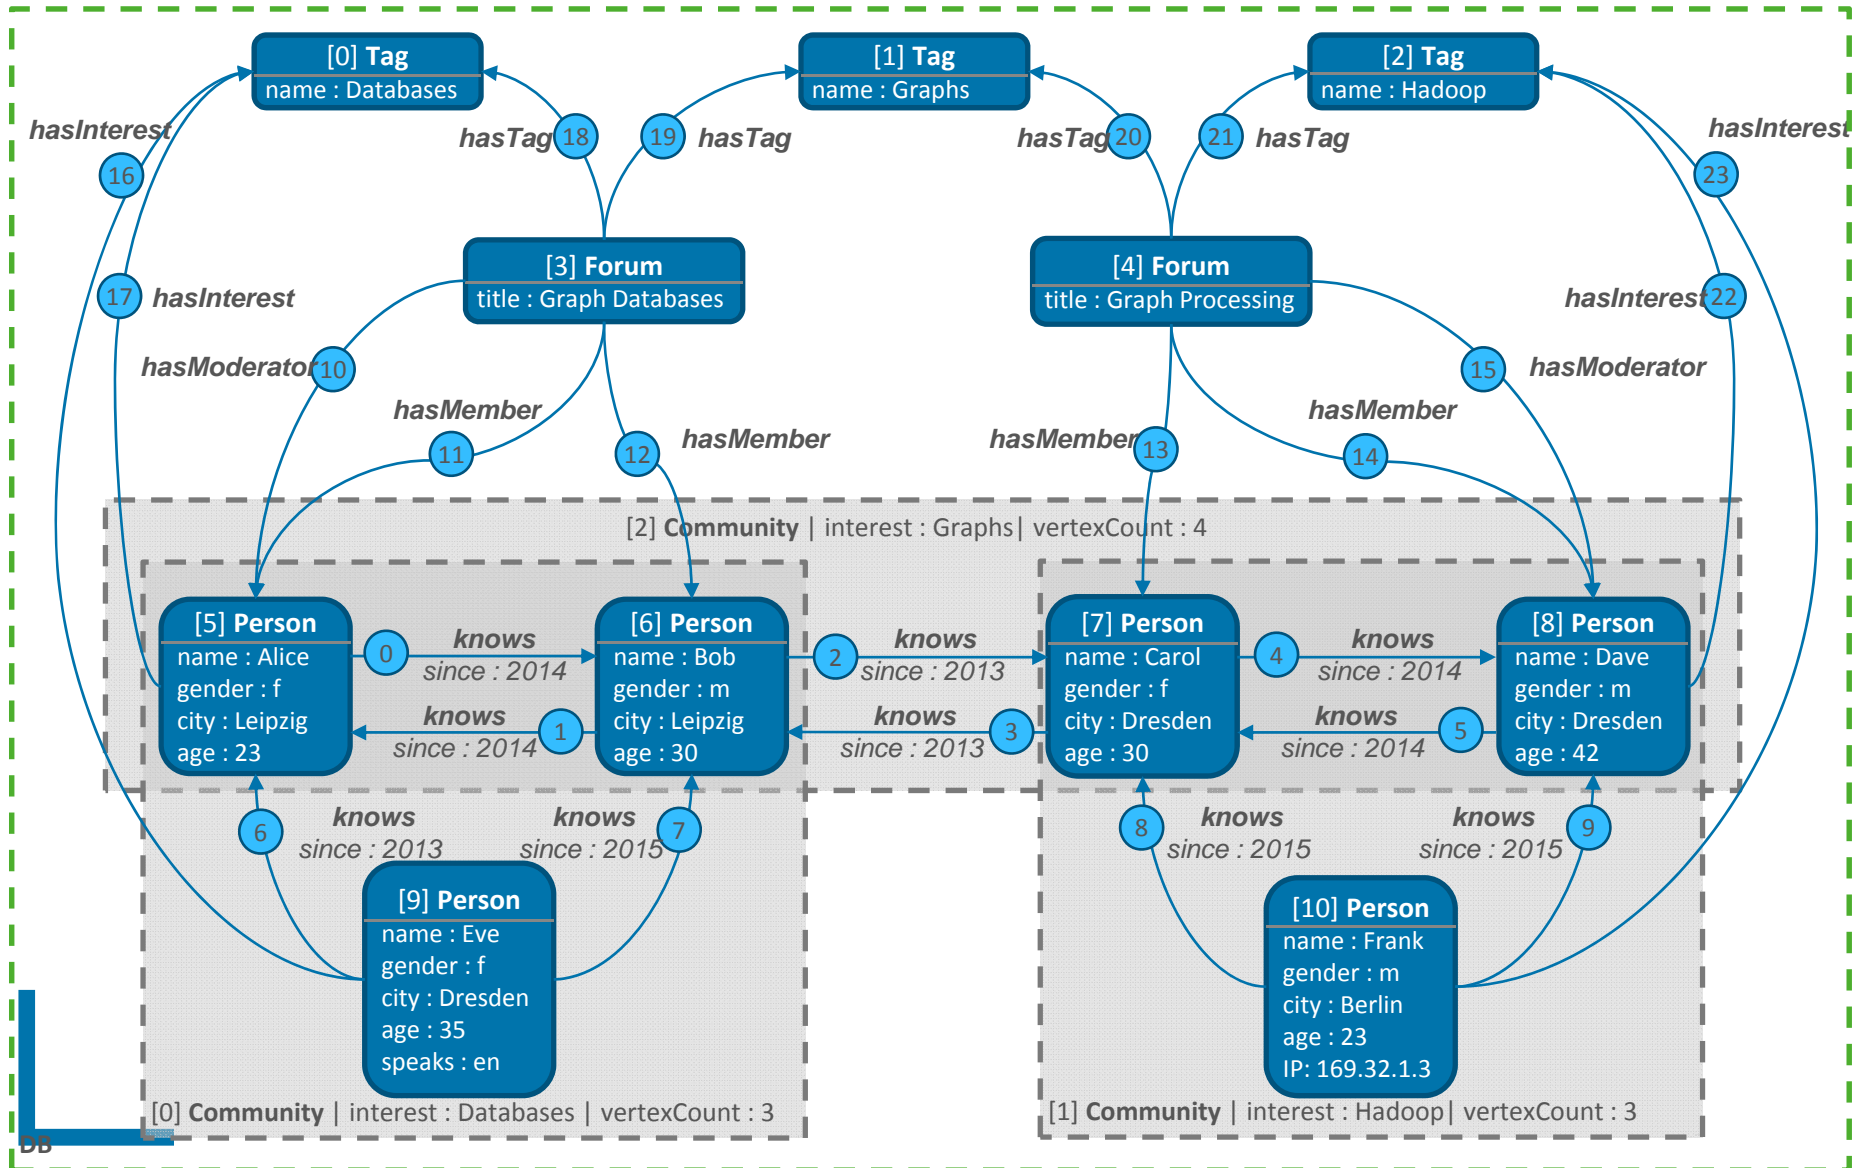 [0] Tag
name : Databases
[1] Tag
name : Graphs
[2] Tag
name : Hadoop
hasInterest
16
hasTag
18
19
hasTag
hasTag
20
21
hasTag
hasInterest
23
17
hasInterest
[3] Forum
title : Graph Databases
[4] Forum
title : Graph Processing
hasInterest
22
hasModerator
10
15
hasModerator
hasMember
11
12
hasMember
hasMember
13
hasMember
14
[2] Community | interest : Graphs| vertexCount : 4
[5] Person
name : Alice
gender : f
city : Leipzig
age : 23
0
knows
since : 2014
knows
since : 2014
1
[6] Person
name : Bob
gender : m
city : Leipzig
age : 30
2
knows
since : 2013
knows
since : 2013
3
[7] Person
name : Carol
gender : f
city : Dresden
age : 30
4
knows
since : 2014
knows
since : 2014
5
[8] Person
name : Dave
gender : m
city : Dresden
age : 42
6
knows
since : 2013
knows
since : 2015
7
8
knows
since : 2015
knows
since : 2015
9
[9] Person
name : Eve
gender : f
city : Dresden
age : 35
speaks : en
[10] Person
name : Frank
gender : m
city : Berlin
age : 23
IP: 169.32.1.3
[0] Community | interest : Databases | vertexCount : 3
[1] Community | interest : Hadoop| vertexCount : 3
DB